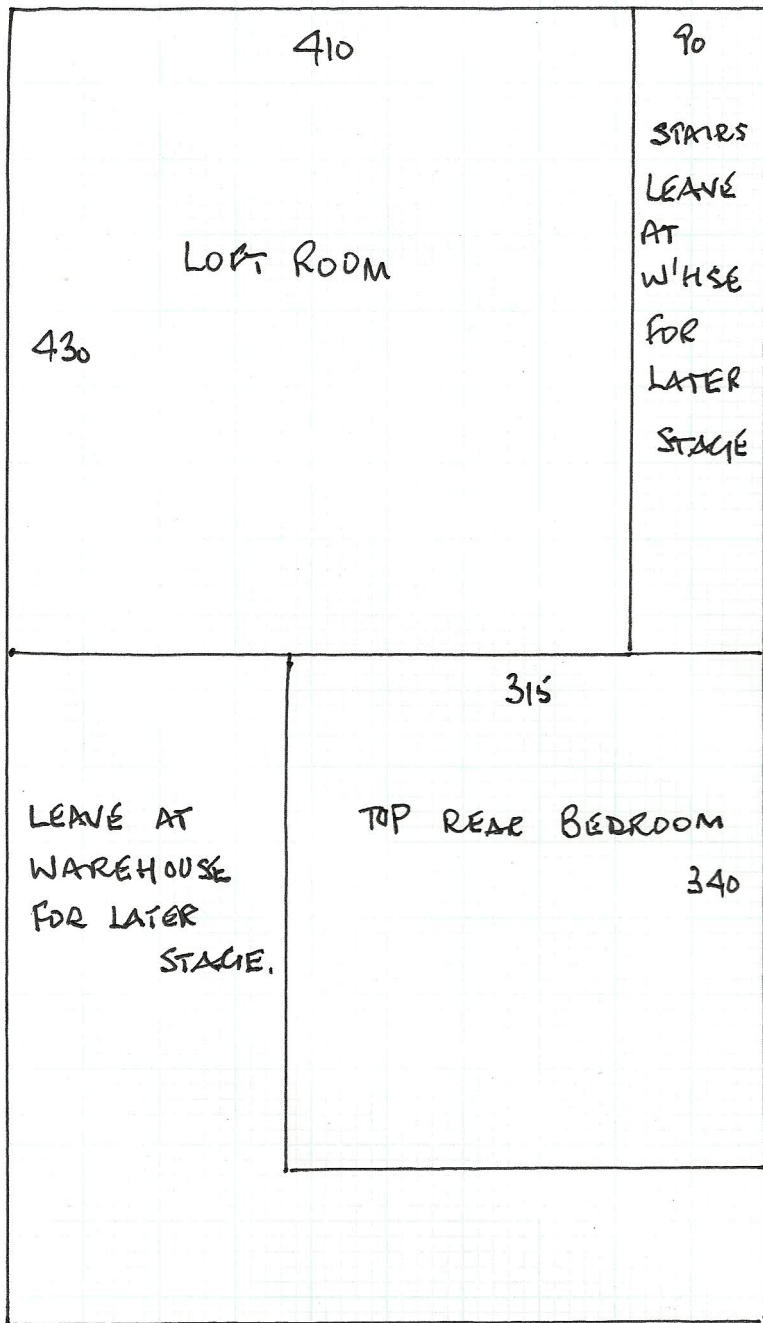 410
LOFT ROOM
430
90
STAIRS
LEAVE
AT
W'HSE
FOR
LATER
STAGE
315
TOP REAR BEDROOM
340
LEAVE AT
WAREHOUSE
FOR LATER
STAGE.